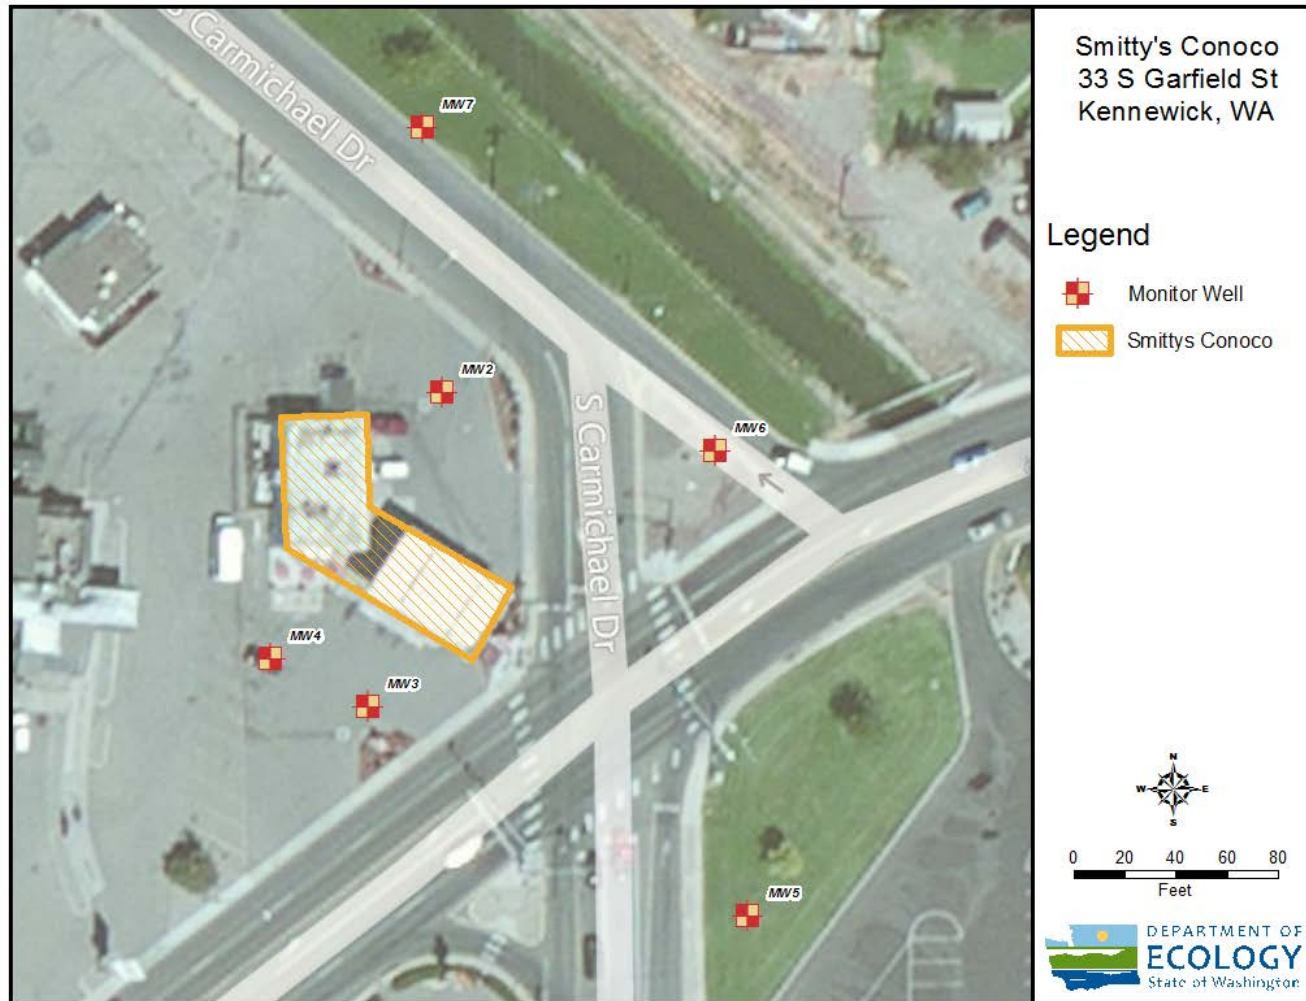 Smitty's Conoco
33 S Garfield St
Kennewick, WA
Legend
Monitor Well
Smittys Conoco
S Carmichael Dr
MW7
MW2
MW6
S Carmichael Dr
MW4
MW3
MW5
N
W E
S
0 20 40 60 80
Feet
DEPARTMENT OF
ECOLOGY
State of Washington